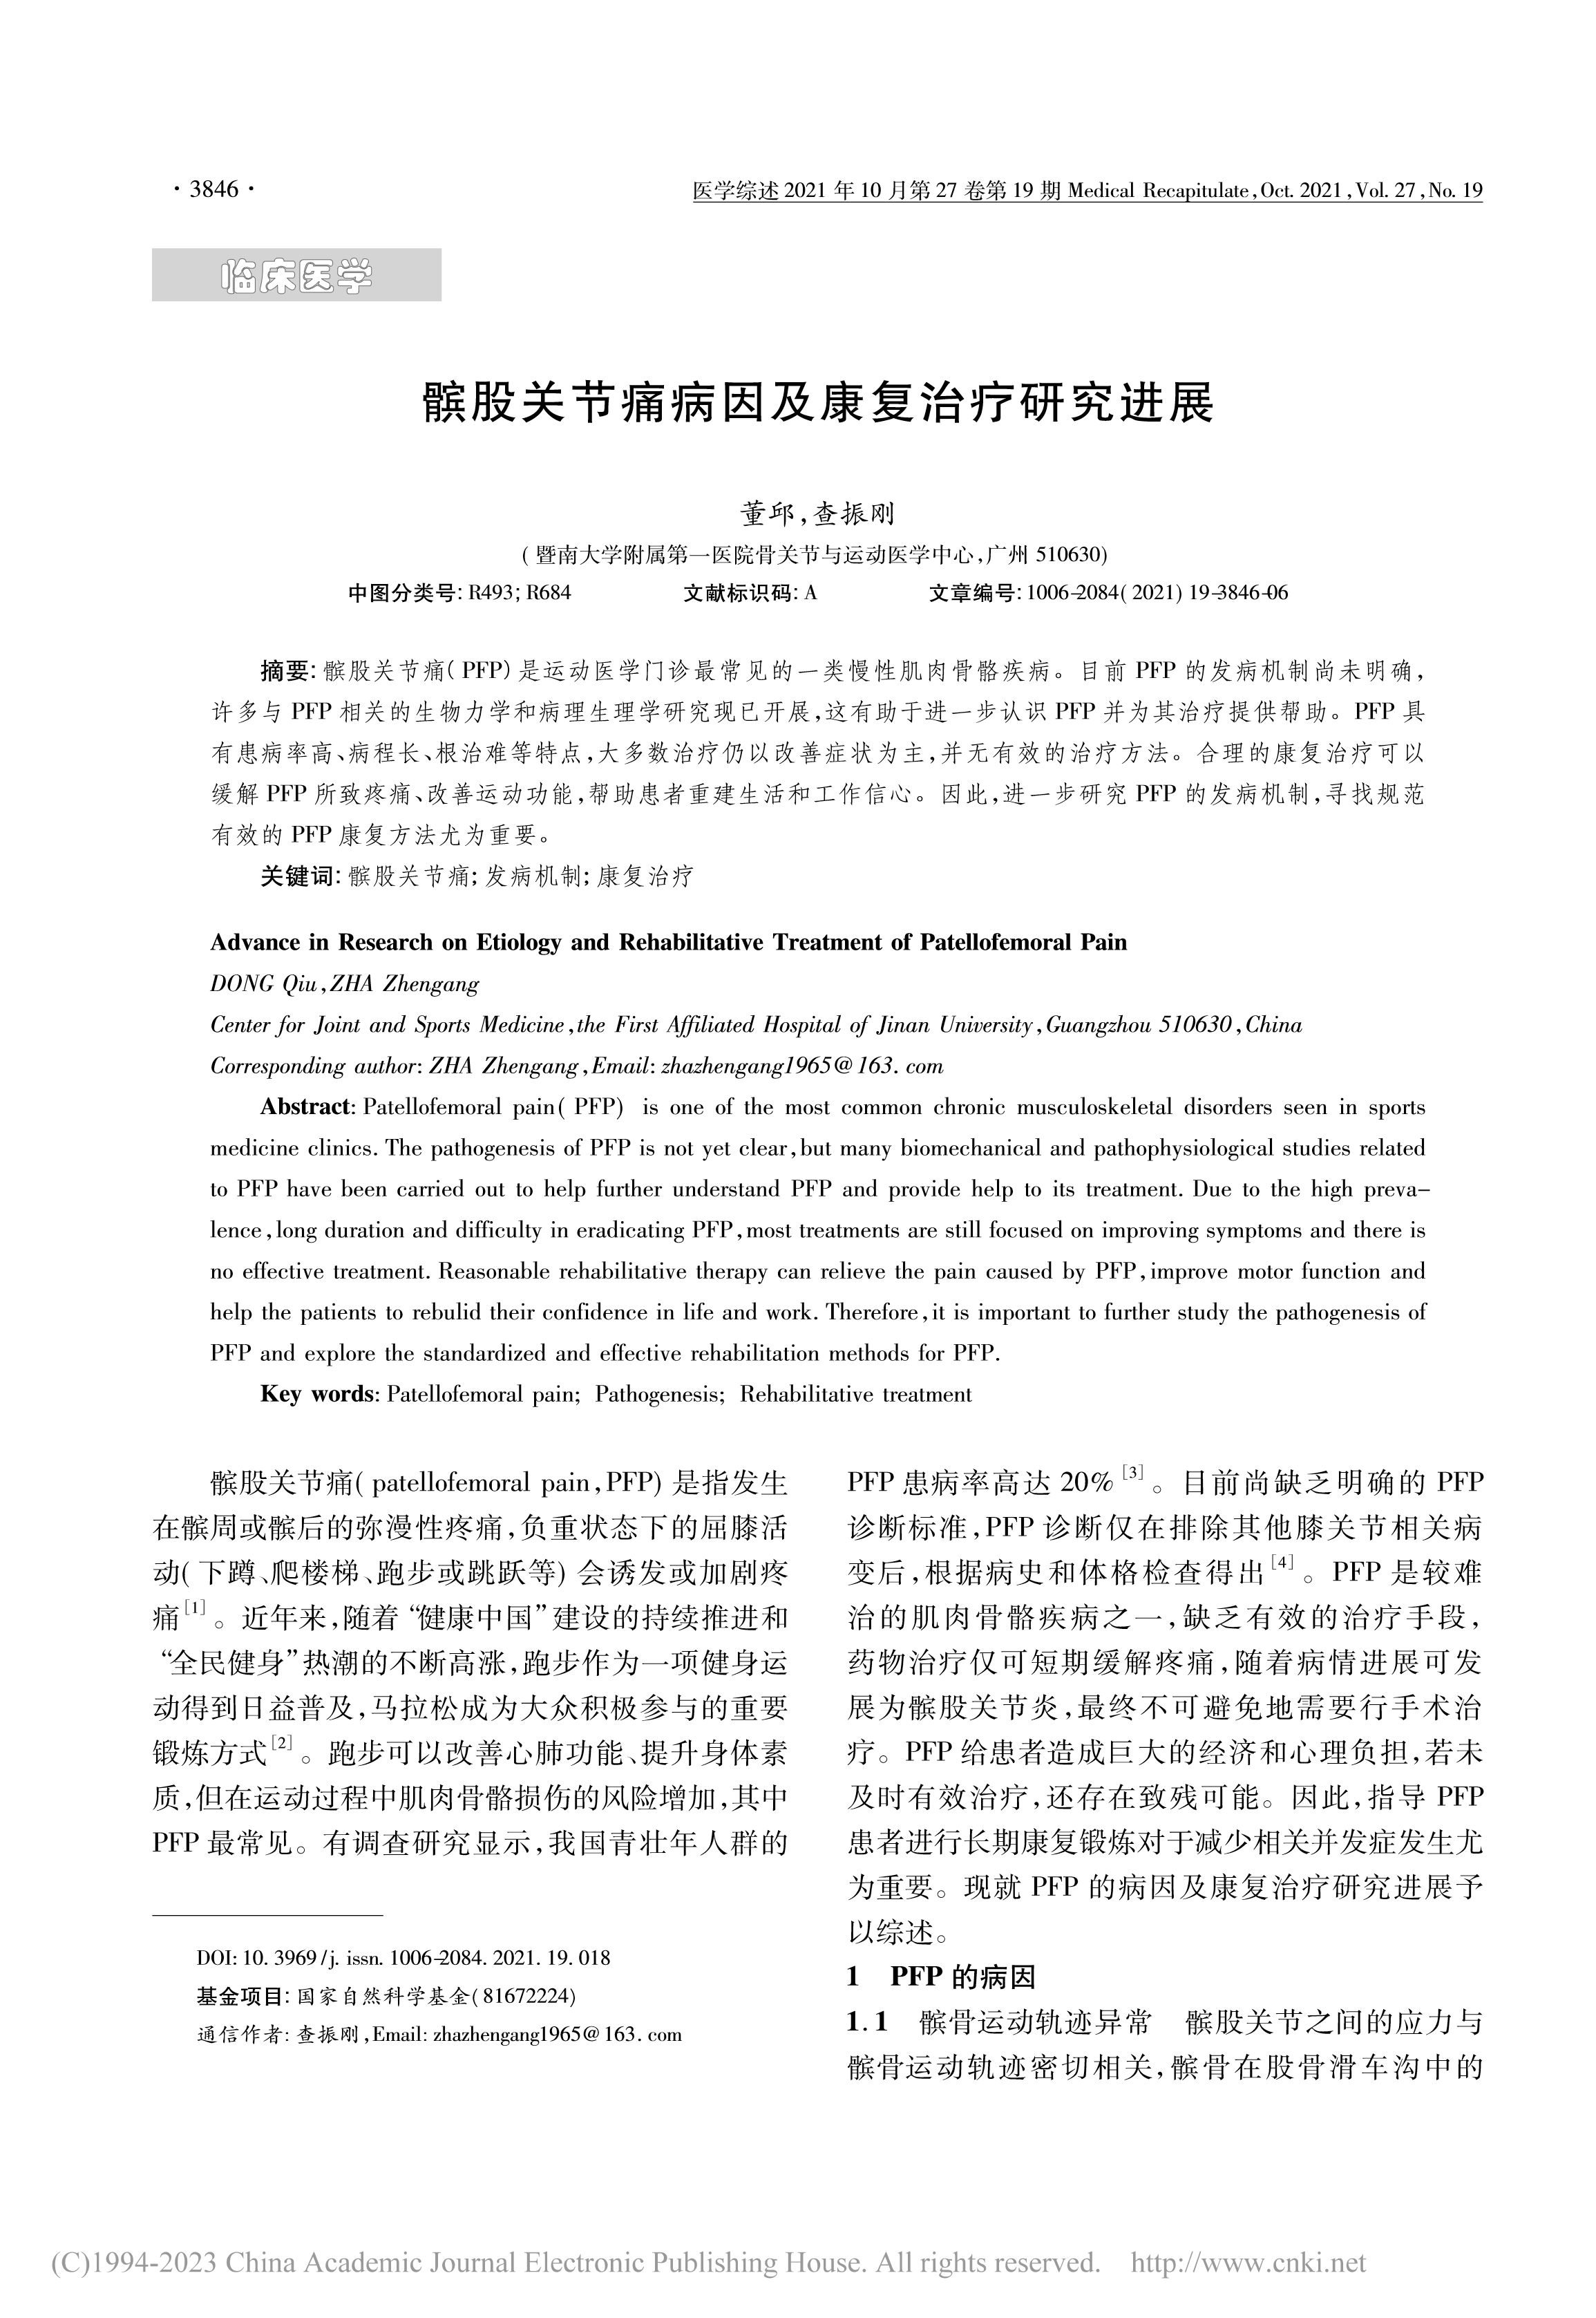 · 3846 ·
医学综述 2021 年 10 月第 27 卷第 19 期 Medical Recapitulate,Oct. 2021,Vol. 27,No. 19
临床医学
髌股关节痛病因及康复治疗研究进展
董邱,查振刚
(暨南大学附属第一医院骨关节与运动医学中心,广州 510630)
中图分类号: R493; R684 文献标识码: A 文章编号: 1006-2084(2021)19-3846-06
摘要: 髌股关节痛(PFP)是运动医学门诊最常见的一类慢性肌肉骨骼疾病。目前 PFP 的发病机制尚未明确,
许多与 PFP 相关的生物力学和病理生理学研究现已开展,这有助于进一步认识 PFP 并为其治疗提供帮助。PFP 具
有患病率高、病程长、根治难等特点,大多数治疗仍以改善症状为主,并无有效的治疗方法。合理的康复治疗可以
缓解 PFP 所致疼痛、改善运动功能,帮助患者重建生活和工作信心。因此,进一步研究 PFP 的发病机制,寻找规范
有效的 PFP 康复方法尤为重要。
关键词: 髌股关节痛; 发病机制; 康复治疗
Advance in Research on Etiology and Rehabilitative Treatment of Patellofemoral Pain
DONG Qiu,ZHA Zhengang
Center for Joint and Sports Medicine,the First Affiliated Hospital of Jinan University,Guangzhou 510630,China
Corresponding author: ZHA Zhengang,Email: zhazhengang1965@163. com
Abstract: Patellofemoral pain( PFP) is one of the most common chronic musculoskeletal disorders seen in sports
medicine clinics. The pathogenesis of PFP is not yet clear,but many biomechanical and pathophysiological studies related
to PFP have been carried out to help further understand PFP and provide help to its treatment. Due to the high preva-
lence,long duration and difficulty in eradicating PFP,most treatments are still focused on improving symptoms and there is
no effective treatment. Reasonable rehabilitative therapy can relieve the pain caused by PFP,improve motor function and
help the patients to rebulid their confidence in life and work. Therefore,it is important to further study the pathogenesis of
PFP and explore the standardized and effective rehabilitation methods for PFP.
Key words: Patellofemoral pain; Pathogenesis; Rehabilitative treatment
髌股关节痛( patellofemoral pain,PFP) 是指发生
在髌周或髌后的弥漫性疼痛,负重状态下的屈膝活
动( 下蹲、爬楼梯、跑步或跳跃等) 会诱发或加剧疼
痛[1]。近年来,随着“健康中国”建设的持续推进和
“全民健身”热潮的不断高涨,跑步作为一项健身运
动得到日益普及,马拉松成为大众积极参与的重要
锻炼方式[2]。跑步可以改善心肺功能、提升身体素
质,但在运动过程中肌肉骨骼损伤的风险增加,其中
PFP 最常见。有调查研究显示,我国青壮年人群的
DOI: 10. 3969 /j. issn. 1006-2084. 2021. 19. 018
基金项目: 国家自然科学基金( 81672224)
通信作者: 查振刚,Email: zhazhengang1965@163. com
PFP 患病率高达 20%[3]。目前尚缺乏明确的 PFP
诊断标准,PFP 诊断仅在排除其他膝关节相关病
变后,根据病史和体格检查得出[4]。PFP 是较难
治的肌肉骨骼疾病之一,缺乏有效的治疗手段,
药物治疗仅可短期缓解疼痛,随着病情进展可发
展为髌股关节炎,最终不可避免地需要行手术治
疗。PFP 给患者造成巨大的经济和心理负担,若未
及时有效治疗,还存在致残可能。因此,指导 PFP
患者进行长期康复锻炼对于减少相关并发症发生尤
为重要。现就 PFP 的病因及康复治疗研究进展予
以综述。
1 PFP 的病因
1.1 髌骨运动轨迹异常 髌股关节之间的应力与
髌骨运动轨迹密切相关,髌骨在股骨滑车沟中的
(C)1994-2023 China Academic Journal Electronic Publishing House. All rights reserved. http://www.cnki.net